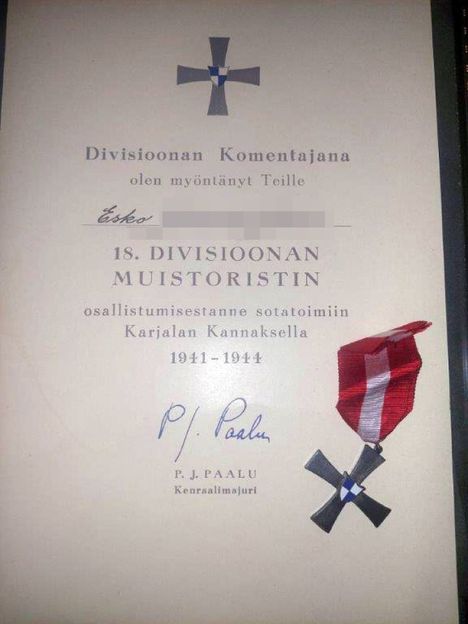 Divisioonan Komentajana
olen myöntänyt Teille
Esko
18. DIVISIOONAN
MUISTORISTIN
osallistumisestanne sotatoimiin
Karjalan Kannaksella
1941-1944
P. J. Paalu
P. J. PAALU
Kenraalimajuri